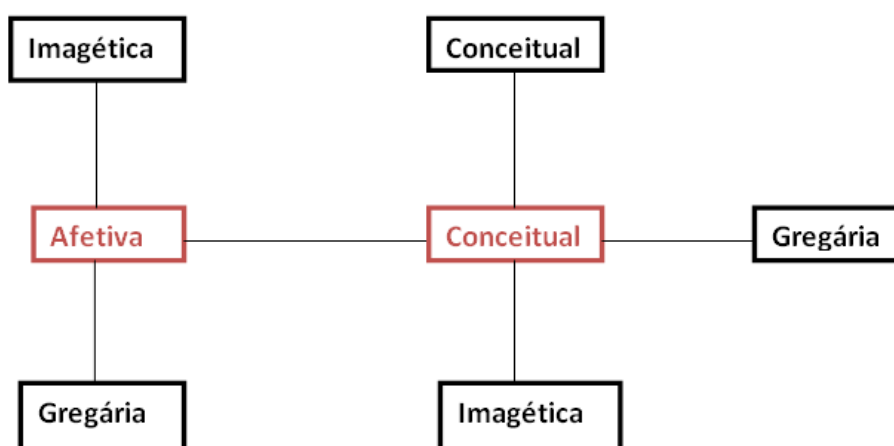 Imagética
Conceitual
Afetiva
Conceitual
Gregária
Gregária
Imagética